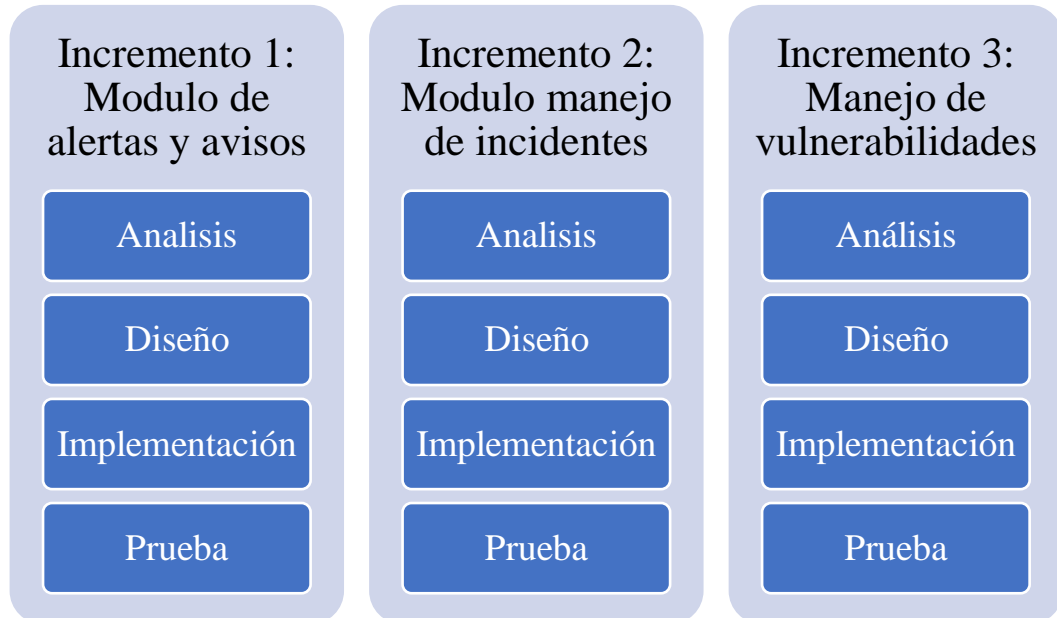 Incremento 1:
Modulo de
alertas y avisos
Analisis
Diseño
Implementación
Prueba
Incremento 2:
Modulo manejo
de incidentes
Analisis
Diseño
Implementación
Prueba
Incremento 3:
Manejo de
vulnerabilidades
Análisis
Diseño
Implementación
Prueba